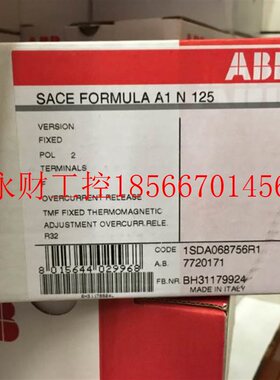 ABB
SACE FORMULA A1 N 125
VERSION
FIXED
POL 2
TERMINALS
永财工控18566701456
OVERCURRENT RELEASE
TMF FIXED THERMOMAGNETIC
ADJUSTMENT OVERCURR.RELE.
R32
CODE 1SDA068756R1
A.B. 7720171
FB.NR. BH31179924
MADE IN ITALY
8 015644 029968
BH31179924